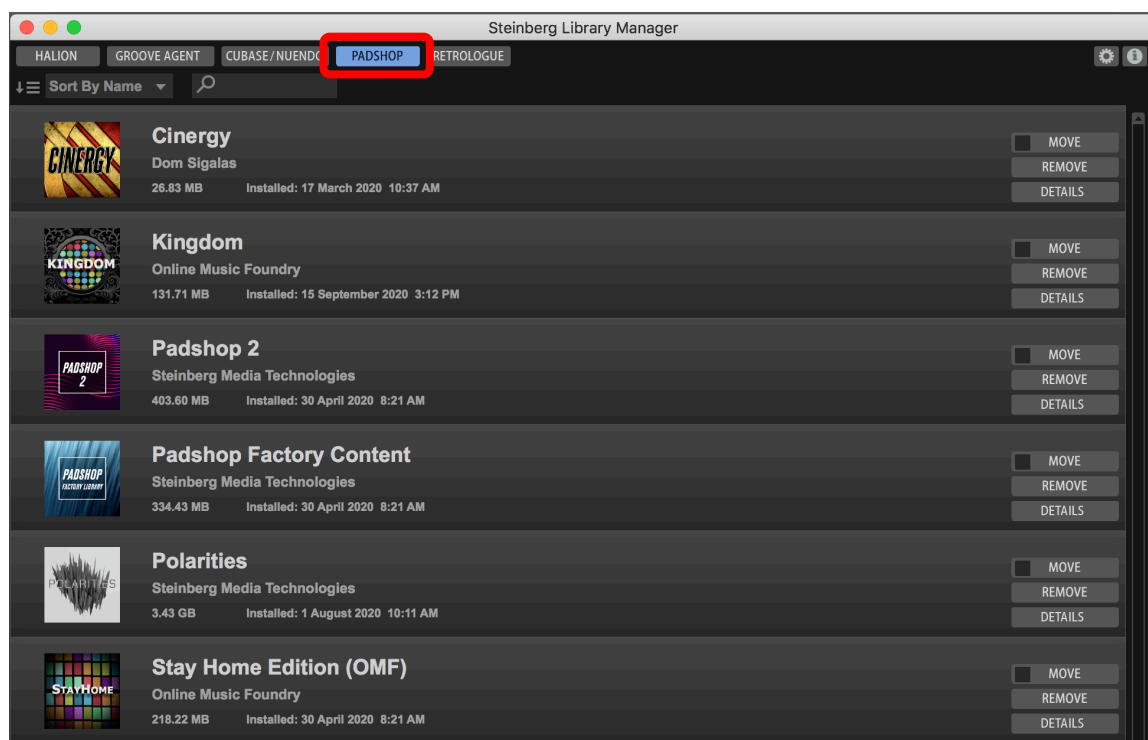 Steinberg Library Manager
HALION GROOVE AGENT CUBASE/NUENDO PADSHOP RETROLOGUE
Sort By Name
CINERGY
Cinergy
Dom Sigalas
26.83 MB Installed: 17 March 2020 10:37 AM
MOVE
REMOVE
DETAILS
KINGDOM
Kingdom
Online Music Foundry
131.71 MB Installed: 15 September 2020 3:12 PM
MOVE
REMOVE
DETAILS
PADSHOP
2
Padshop 2
Steinberg Media Technologies
403.60 MB Installed: 30 April 2020 8:21 AM
MOVE
REMOVE
DETAILS
PADSHOP
FACTORY LIBRARY
Padshop Factory Content
Steinberg Media Technologies
334.43 MB Installed: 30 April 2020 8:21 AM
MOVE
REMOVE
DETAILS
POLARITIES
Polarities
Steinberg Media Technologies
3.43 GB Installed: 1 August 2020 10:11 AM
MOVE
REMOVE
DETAILS
STAYHOME
Stay Home Edition (OMF)
Online Music Foundry
218.22 MB Installed: 30 April 2020 8:21 AM
MOVE
REMOVE
DETAILS